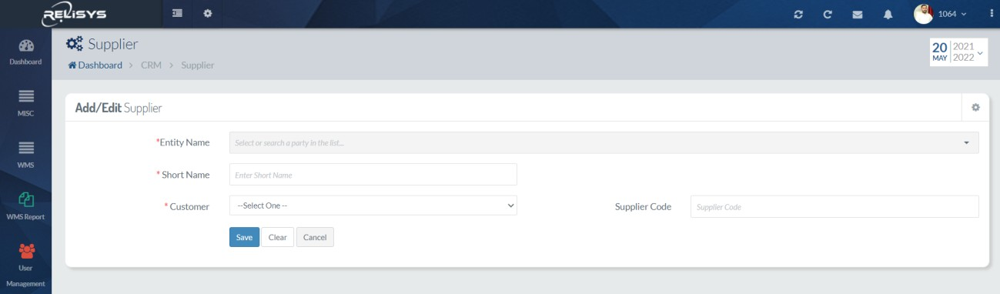 RELISYS
1064
Supplier
Dashboard > CRM > Supplier
20 MAY 2021 2022
Dashboard
MISC
WMS
WMS Report
User Management
Add/Edit Supplier
*Entity Name Select or search a party in the list...
* Short Name Enter Short Name
* Customer --Select One -- Supplier Code Supplier Code
Save Clear Cancel